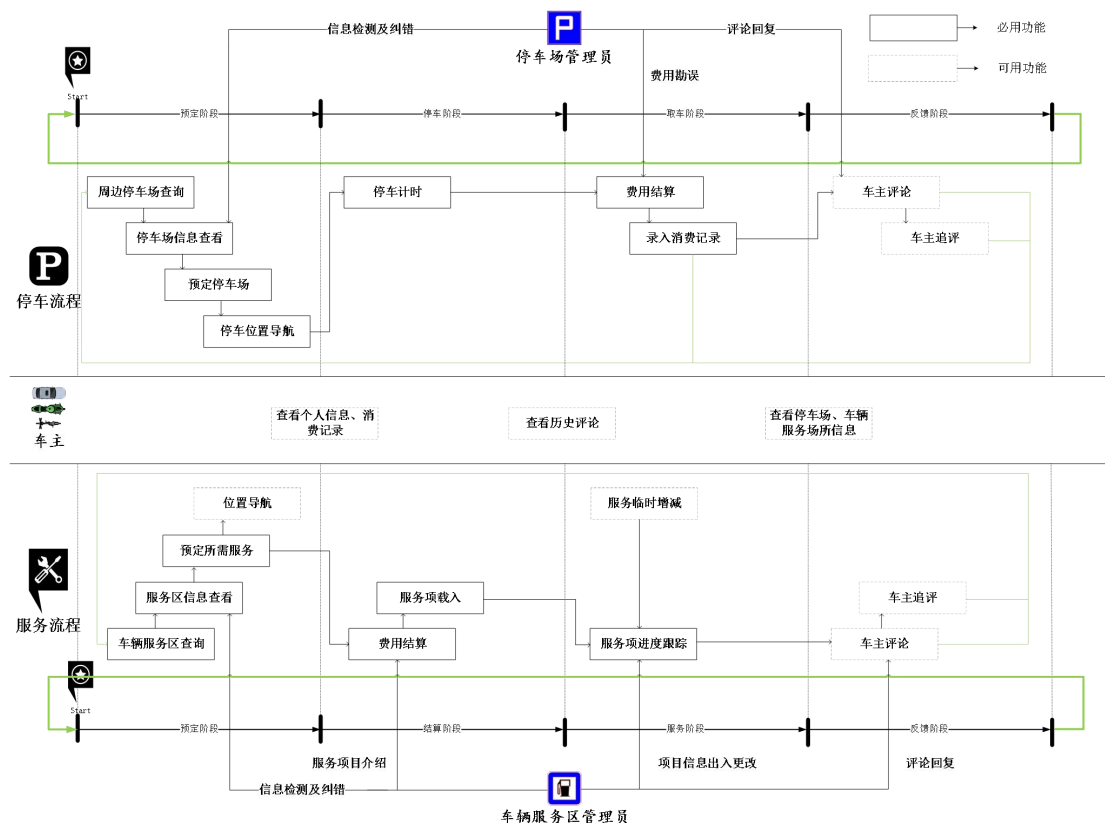 信息检测及纠错
评论回复
必用功能
停车场管理员
费用勘误
可用功能
Start
预定阶段
停车阶段
取车阶段
反馈阶段
周边停车场查询
停车计时
费用结算
车主评论
停车场信息查看
录入消费记录
车主追评
预定停车场
停车流程
停车位置导航
车主
查看个人信息、消
费记录
查看历史评论
查看停车场、车辆
服务场所信息
位置导航
服务临时增减
预定所需服务
服务区信息查看
服务项载入
车主追评
服务流程
车辆服务区查询
费用结算
服务项进度跟踪
车主评论
Start
预定阶段
结算阶段
服务阶段
反馈阶段
服务项目介绍
项目信息出入更改
评论回复
信息检测及纠错
车辆服务区管理员